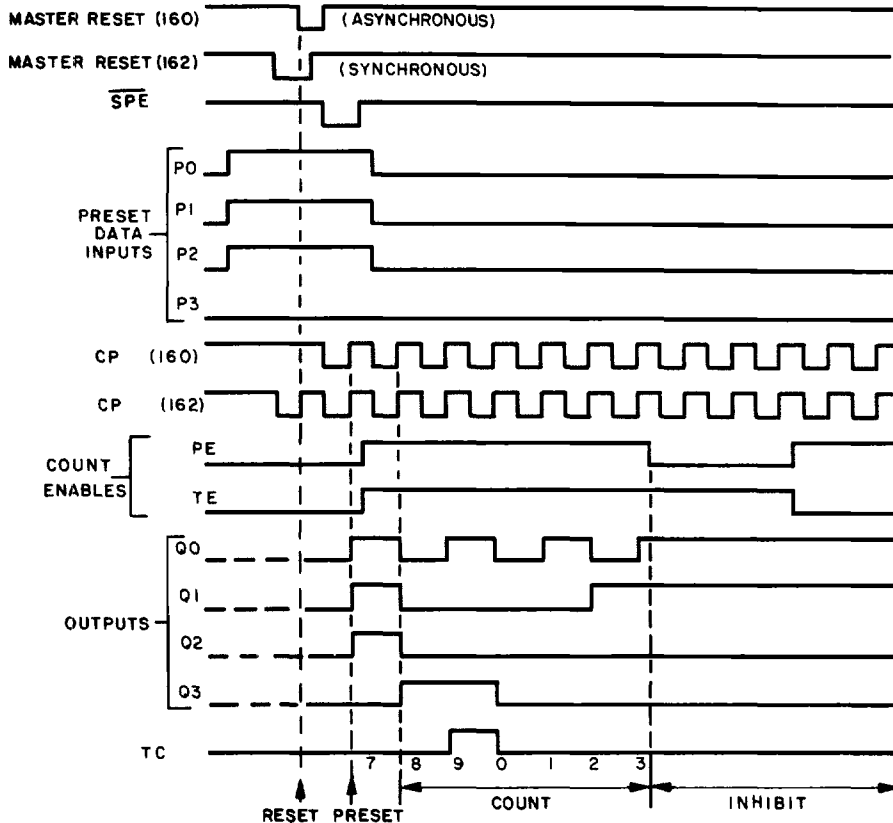 MASTER RESET (160) (ASYNCHRONOUS)
MASTER RESET (162) (SYNCHRONOUS)
SPE
P0
P1
PRESET
DATA
INPUTS
P2
P3
CP (160)
CP (162)
PE
COUNT
ENABLES
TE
Q0
Q1
OUTPUTS
Q2
Q3
TC
7 8 9 0 1 2 3
RESET PRESET COUNT INHIBIT